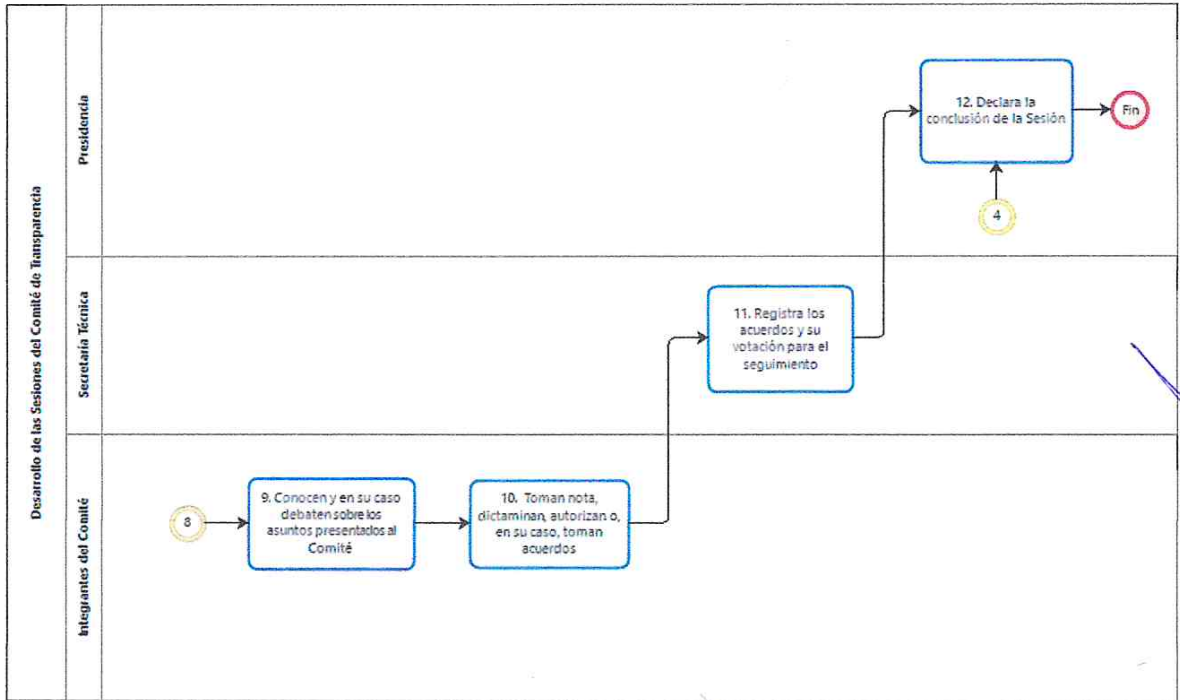 Desarrollo de las Sesiones del Comité de Transparencia
Presidencia
12. Declara la
conclusión de la Sesión
Fin
4
Secretaría Técnica
11. Registra los
acuerdos y su
votación para el
seguimiento
Integrantes del Comité
8
9. Conocen y en su caso
debaten sobre los
asuntos presentados al
Comité
10. Toman nota,
dictaminan, autorizan o,
en su caso, toman
acuerdos